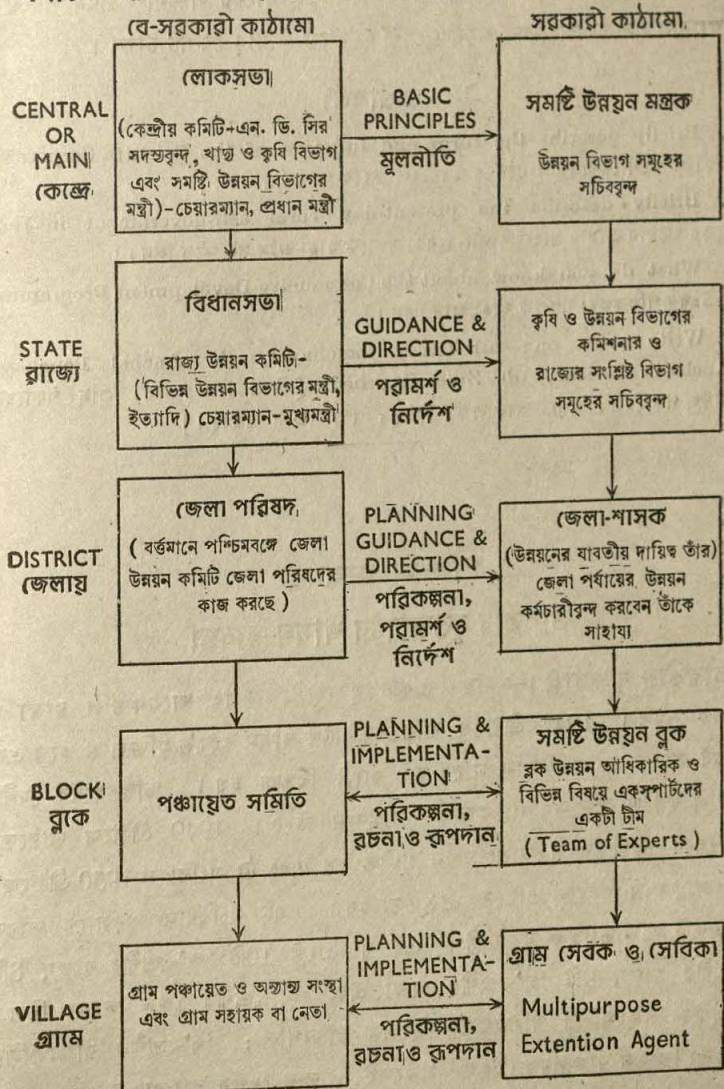 বে-সরকারী কাঠামো
সরকারী কাঠামো
CENTRAL
OR
MAIN
কেন্দ্রে
লোকসভা
(কেন্দ্রীয় কমিটি+এন. ডি. সির
সদস্যবৃন্দ, খাদ্য ও কৃষি বিভাগ
এবং সমষ্টি উন্নয়ন বিভাগের
মন্ত্রী)-চেয়ারম্যান, প্রধান মন্ত্রী
BASIC
PRINCIPLES
মূলনীতি
সমষ্টি উন্নয়ন মন্ত্রক
উন্নয়ন বিভাগ সমূহের
সচিববৃন্দ
STATE
রাজ্যে
বিধানসভা
রাজ্য উন্নয়ন কমিটি-
(বিভিন্ন উন্নয়ন বিভাগের মন্ত্রী,
ইত্যাদি) চেয়ারম্যান-মুখ্যমন্ত্রী
GUIDANCE &
DIRECTION
পরামর্শ ও
নির্দেশ
কৃষি ও উন্নয়ন বিভাগের
কমিশনার ও
রাজ্যের সংশ্লিষ্ট বিভাগ
সমূহের সচিববৃন্দ
DISTRICT
জেলায়
জেলা পরিষদ
( বর্ত্তমানে পশ্চিমবঙ্গে জেলা
উন্নয়ন কমিটি জেলা পরিষদের
কাজ করছে )
PLANNING
GUIDANCE &
DIRECTION
পরিকল্পনা,
পরামর্শ ও
নির্দেশ
জেলা-শাসক
(উন্নয়নের যাবতীয় দায়িত্ব তাঁর)
জেলা পর্যায়ের উন্নয়ন
কর্মচারীবৃন্দ করবেন তাঁকে
সাহায্য
BLOCK
ব্লকে
পঞ্চায়েত সমিতি
PLANNING &
IMPLEMENTA-
TION
পরিকল্পনা,
রচনা ও রূপদান
সমষ্টি উন্নয়ন ব্লক
ব্লক উন্নয়ন আধিকারিক ও
বিভিন্ন বিষয়ে একস্পার্টদের
একটা টীম
( Team of Experts )
VILLAGE
গ্রামে
গ্রাম পঞ্চায়েত ও অন্যান্য সংস্থা
এবং গ্রাম সহায়ক বা নেতা
PLANNING &
IMPLEMENTA-
TION
পরিকল্পনা,
রচনা ও রূপদান
গ্রাম সেবক ও সেবিকা
Multipurpose
Extention Agent